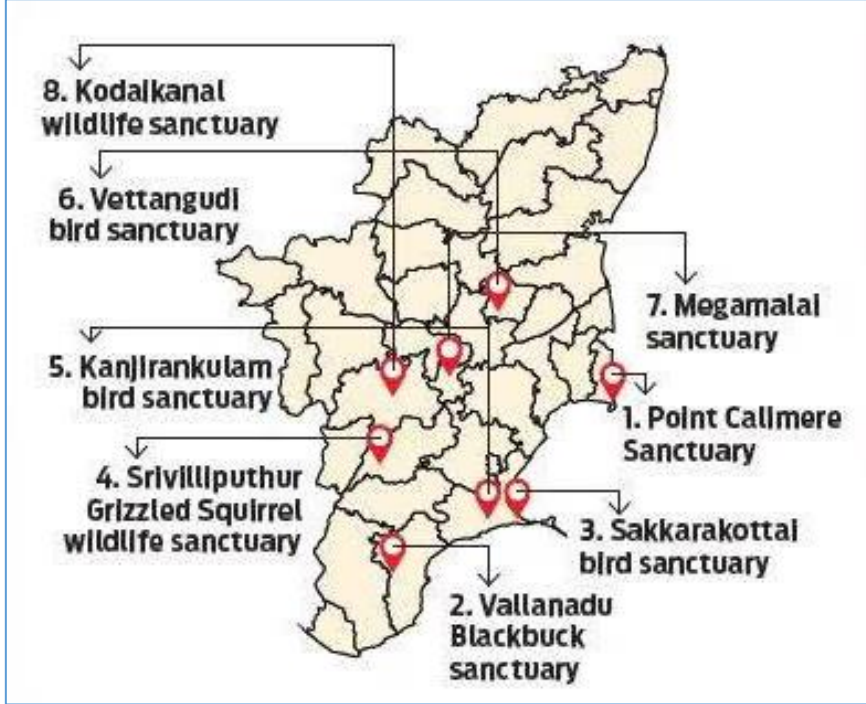 8. Kodaikanal
wildlife sanctuary
6. Vettangudi
bird sanctuary
7. Megamalai
sanctuary
5. Kanjirankulam
bird sanctuary
1. Point Calimere
Sanctuary
4. Srivilliputhur
Grizzled Squirrel
wildlife sanctuary
3. Sakkarakottai
bird sanctuary
2. Vallanadu
Blackbuck
sanctuary